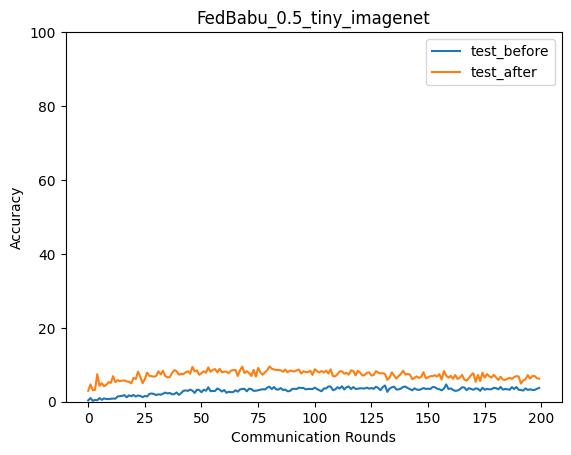 FedBabu_0.5_tiny_imagenet
test_before
test_after
100
80
60
40
20
0
Accuracy
0 25 50 75 100 125 150 175 200
Communication Rounds